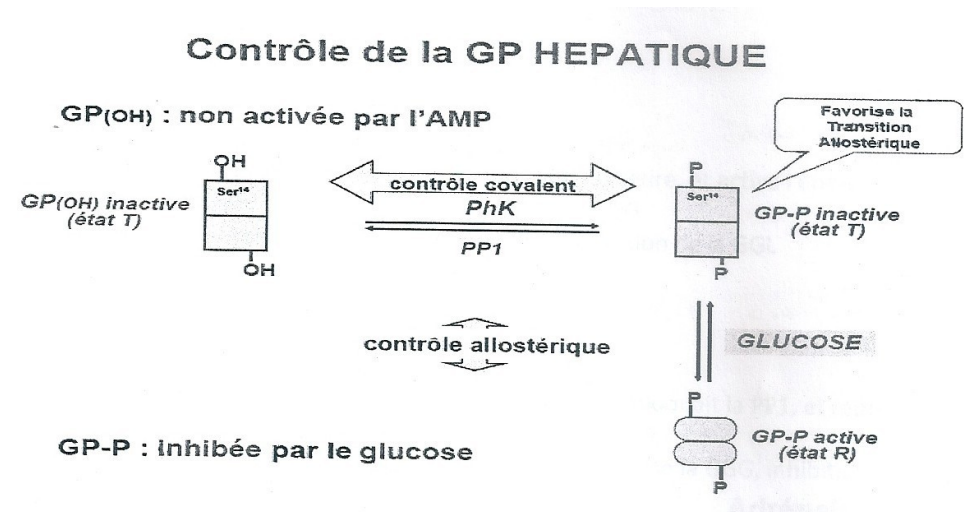 Contrôle de la GP HEPATIQUE
GP(OH) : non activée par l'AMP
Favorise la
Transition
Allostérique
OH
Ser¹⁴
GP(OH) inactive
(état T)
OH
contrôle covalent
PhK
PP1
P
Ser¹⁴
GP-P inactive
(état T)
P
contrôle allostérique
GLUCOSE
GP-P : inhibée par le glucose
P
GP-P active
(état R)
P